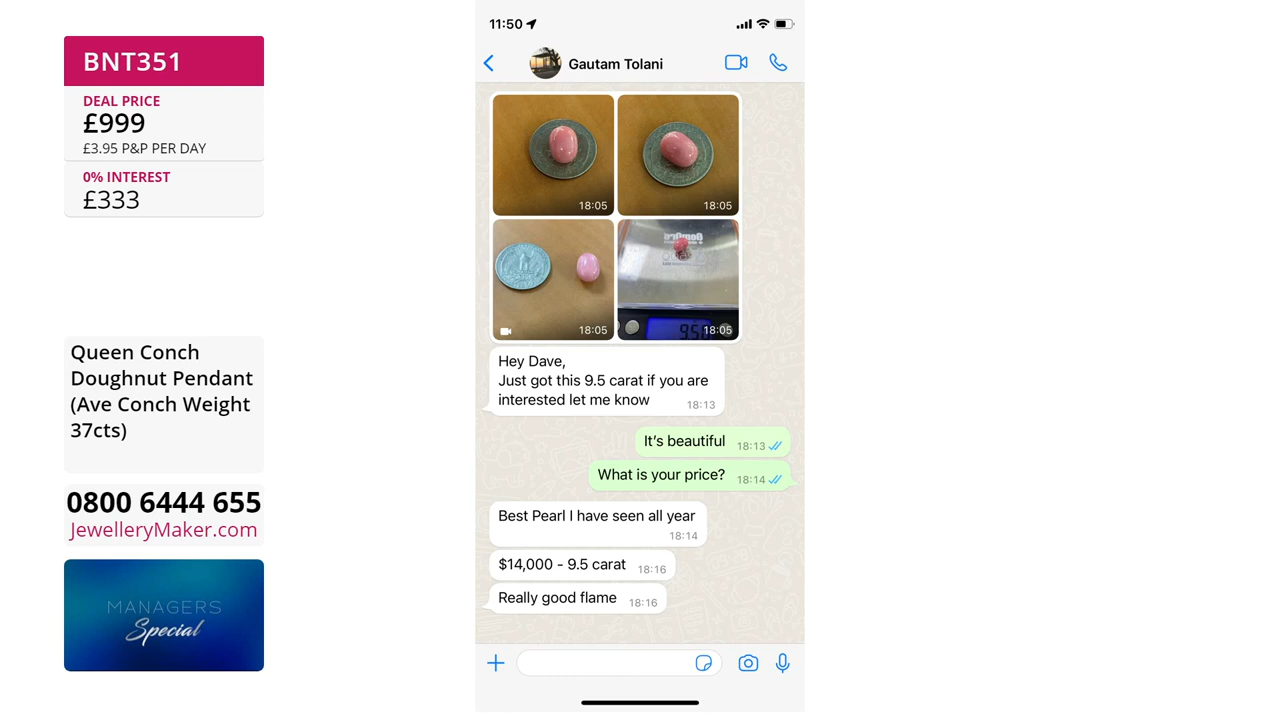 BNT351
DEAL PRICE
£999
£3.95 P&P PER DAY
0% INTEREST
£333
Queen Conch
Doughnut Pendant
(Ave Conch Weight
37cts)
0800 6444 655
JewelleryMaker.com
MANAGERS
Special
11:50
Gautam Tolani
18:05
18:05
18:05
18:05
Hey Dave,
Just got this 9.5 carat if you are
interested let me know 18:13
It’s beautiful 18:13
What is your price? 18:14
Best Pearl I have seen all year
18:14
$14,000 - 9.5 carat 18:16
Really good flame 18:16